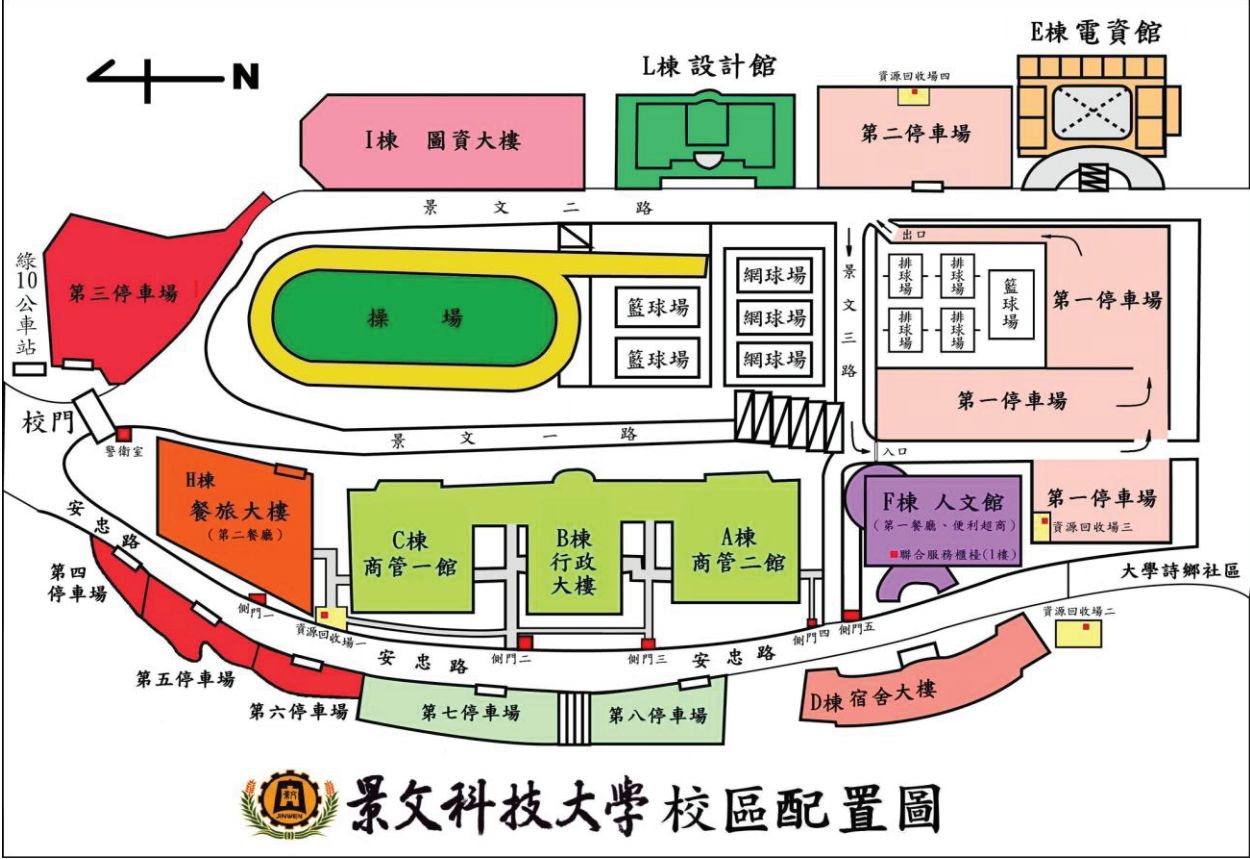 E棟 電資館
L棟 設計館
N
資源回收場四
第二停車場
I棟 圖資大樓
景文二路
綠10公車站
第三停車場
出口
景文三路
排球場
排球場
籃球場
第一停車場
網球場
籃球場
操場
網球場
排球場
排球場
籃球場
網球場
第一停車場
校門
警衛室
景文一路
入口
H棟
餐旅大樓
(第二餐廳)
安忠路
C棟
商管一館
B棟
行政
大樓
A棟
商管二館
F棟 人文館
(第一餐廳、便利超商)
聯合服務櫃檯(1樓)
第一停車場
資源回收場三
大學詩鄉社區
第四
停車場
側門一
資源回收場一
側門二
側門三
側門四
側門五
資源回收場二
安忠路
安忠路
第五停車場
第六停車場
第七停車場
第八停車場
D棟 宿舍大樓
景文
JINWEN
景文科技大學 校區配置圖